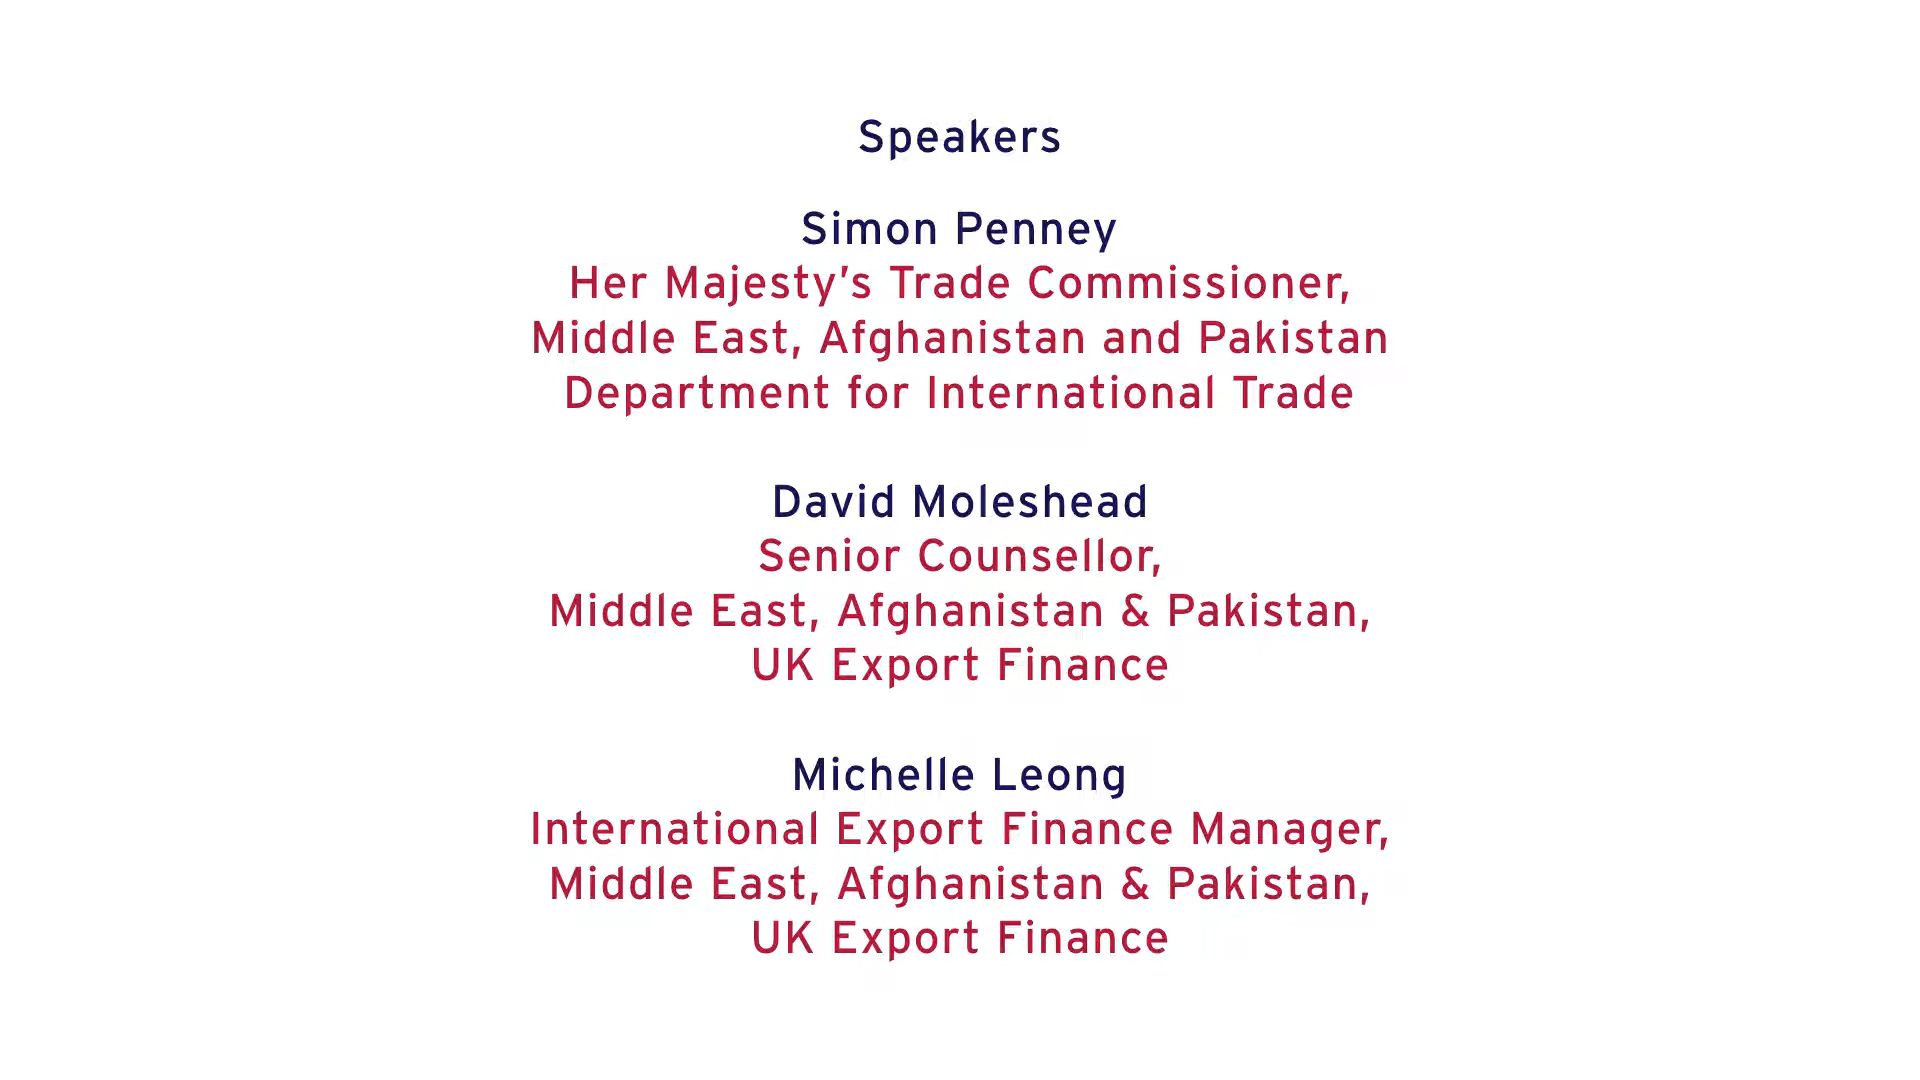 Speakers
Simon Penney
Her Majesty’s Trade Commissioner,
Middle East, Afghanistan and Pakistan
Department for International Trade
David Moleshead
Senior Counsellor,
Middle East, Afghanistan & Pakistan,
UK Export Finance
Michelle Leong
International Export Finance Manager,
Middle East, Afghanistan & Pakistan,
UK Export Finance